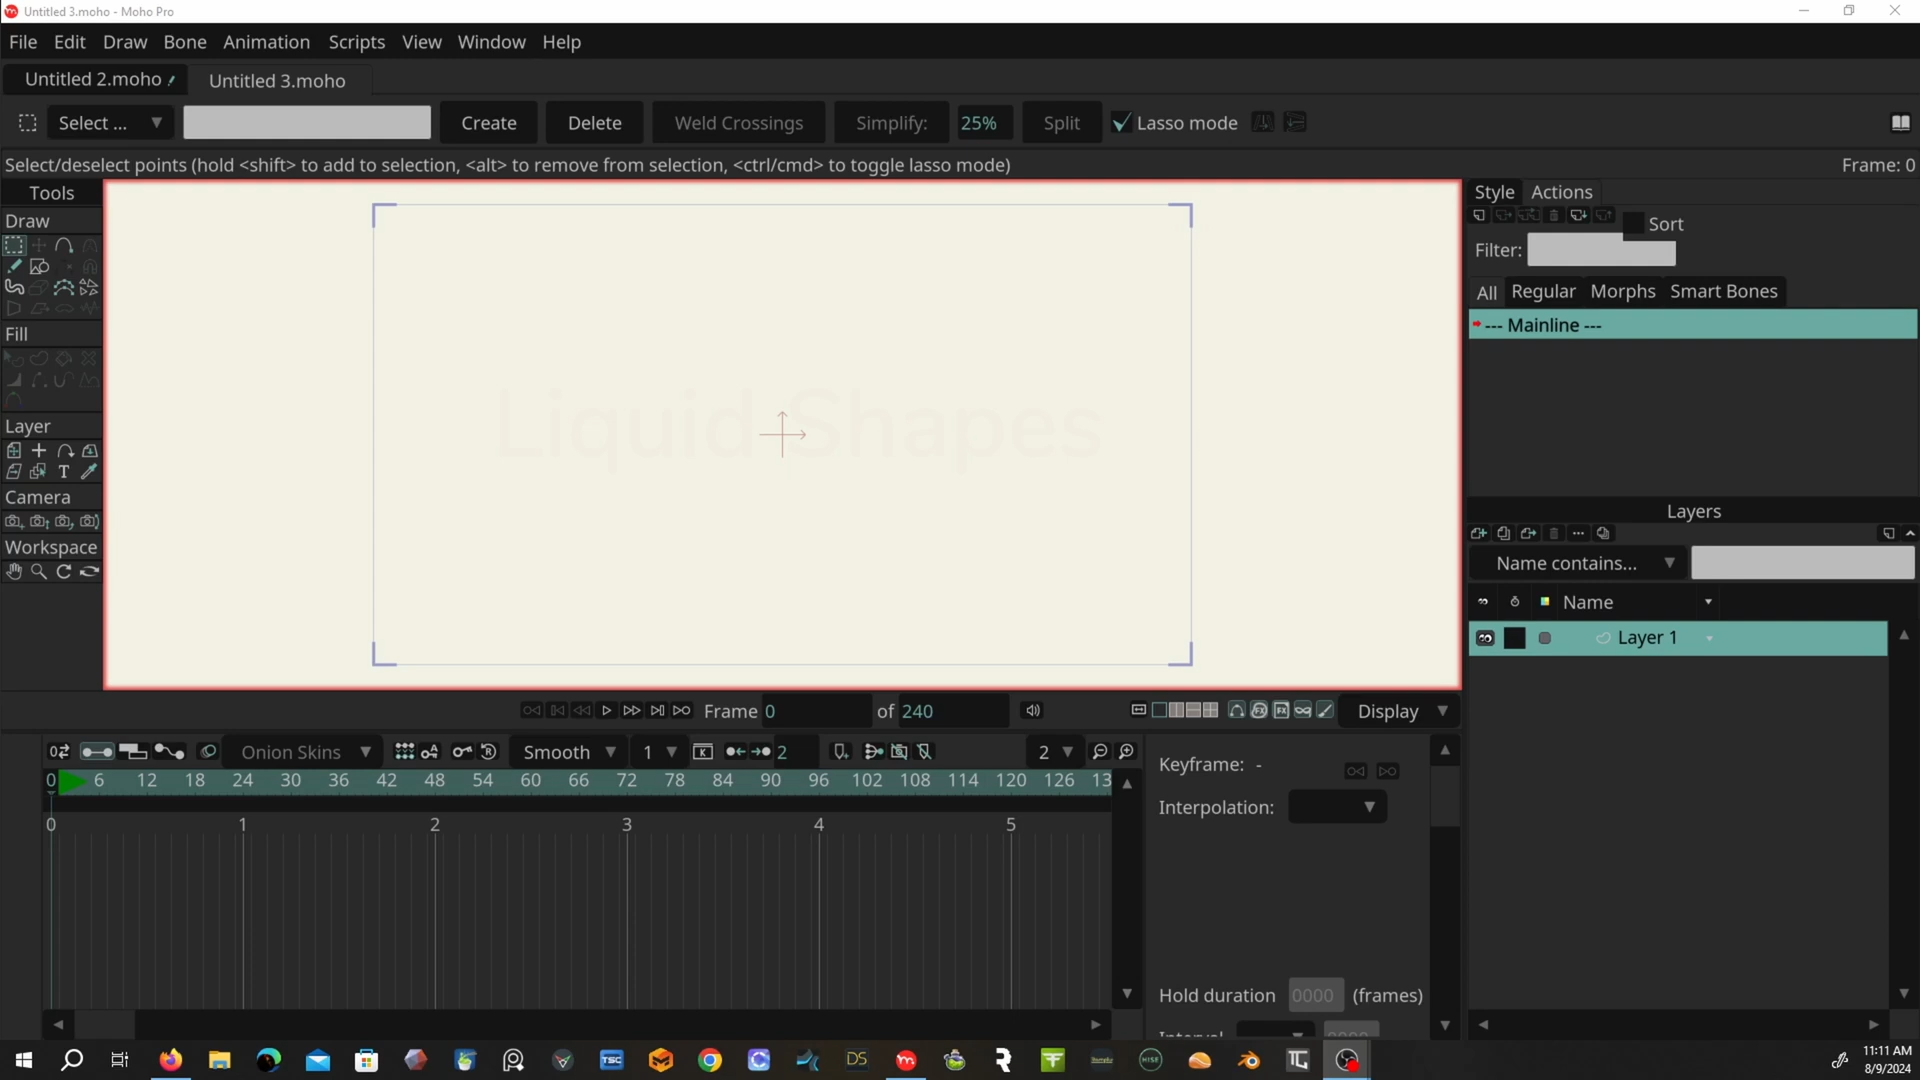 Untitled 3.moho - Moho Pro
File Edit Draw Bone Animation Scripts View Window Help
Untitled 2.moho Untitled 3.moho
Select ... Create Delete Weld Crossings Simplify: 25% Split Lasso mode
Select/deselect points (hold <shift> to add to selection, <alt> to remove from selection, <ctrl/cmd> to toggle lasso mode) Frame: 0
Tools
Draw
Fill
Layer
T
Camera
Workspace
Liquid Shapes
Style Actions
Sort
Filter:
All Regular Morphs Smart Bones
--- Mainline ---
Layers
Name contains...
Name
Layer 1
Frame 0 of 240 Display
Onion Skins Smooth 1 2 2
0 6 12 18 24 30 36 42 48 54 60 66 72 78 84 90 96 102 108 114 120 126 13
0 1 2 3 4 5
Keyframe: -
Interpolation:
Hold duration 0000 (frames)
Interval 0000
TSC DS HISE
11:11 AM
8/9/2024